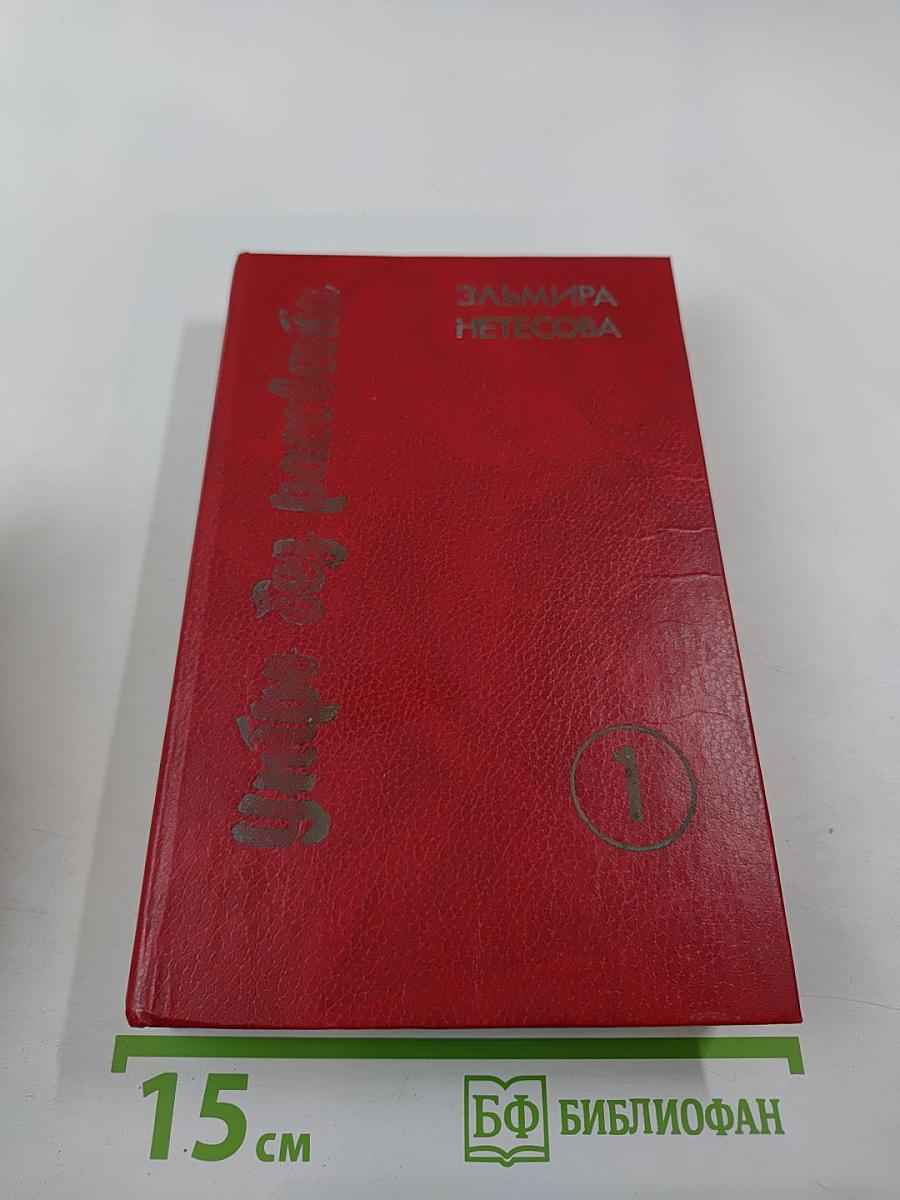 ЭЛЬМИРА
НЕТЕСОВА
Утро без рассвета
1
15 см
БФ БИБЛИОФАН